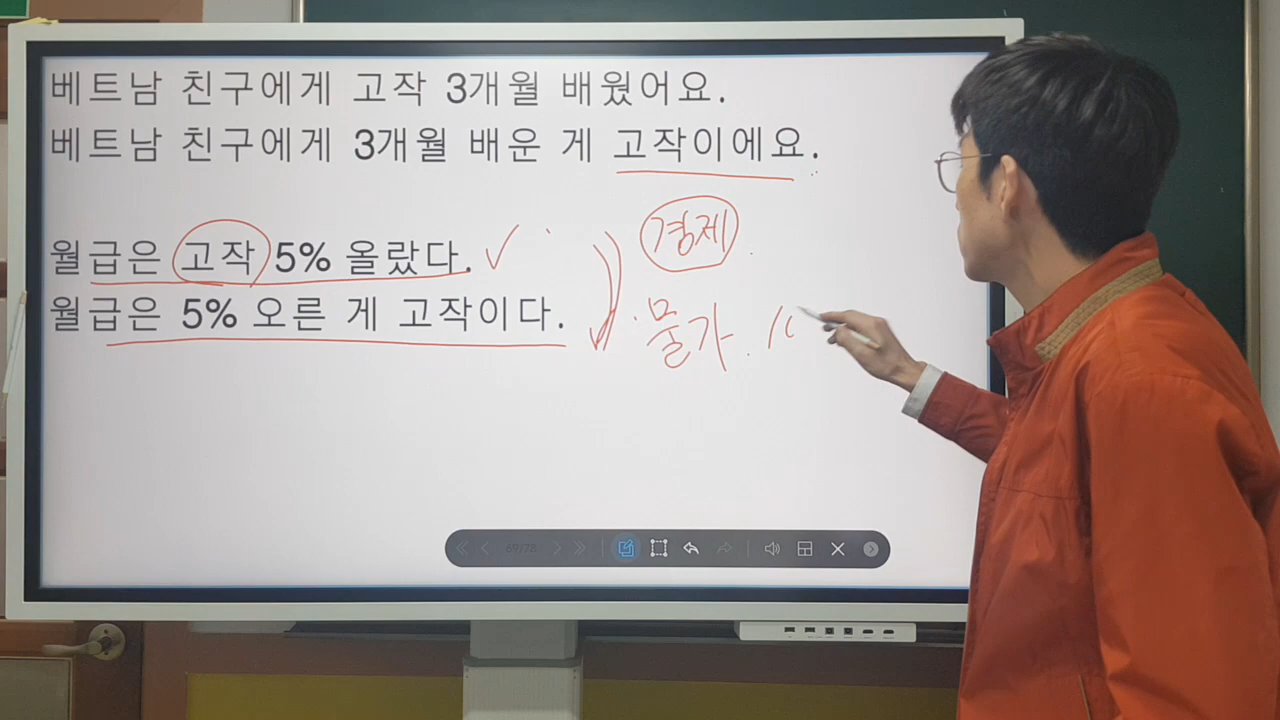 베트남 친구에게 고작 3개월 배웠어요.
베트남 친구에게 3개월 배운 게 고작이에요.
월급은 고작 5% 올랐다.
월급은 5% 오른 게 고작이다.
경제
물가
69/78